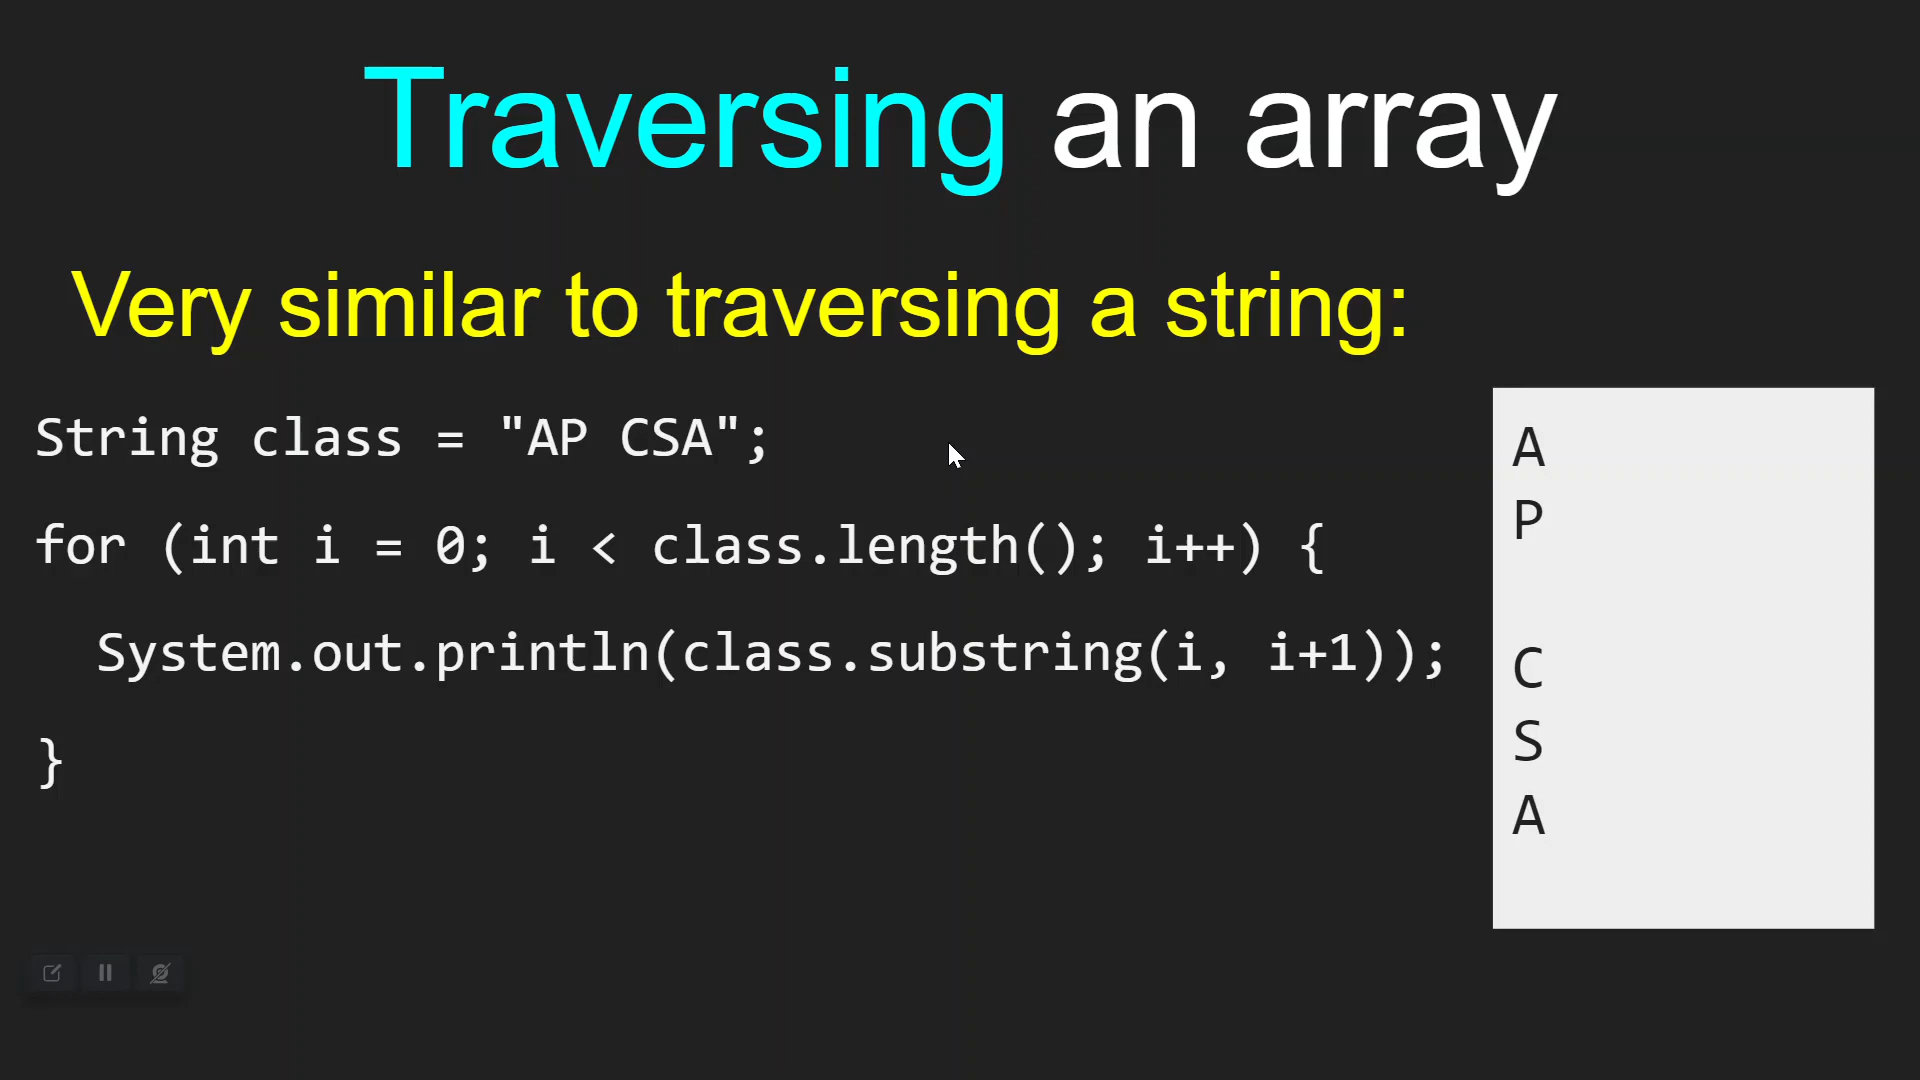 Traversing an array
Very similar to traversing a string:
String class = "AP CSA";
for (int i = 0; i < class.length(); i++) {
System.out.println(class.substring(i, i+1));
}
A
P
C
S
A